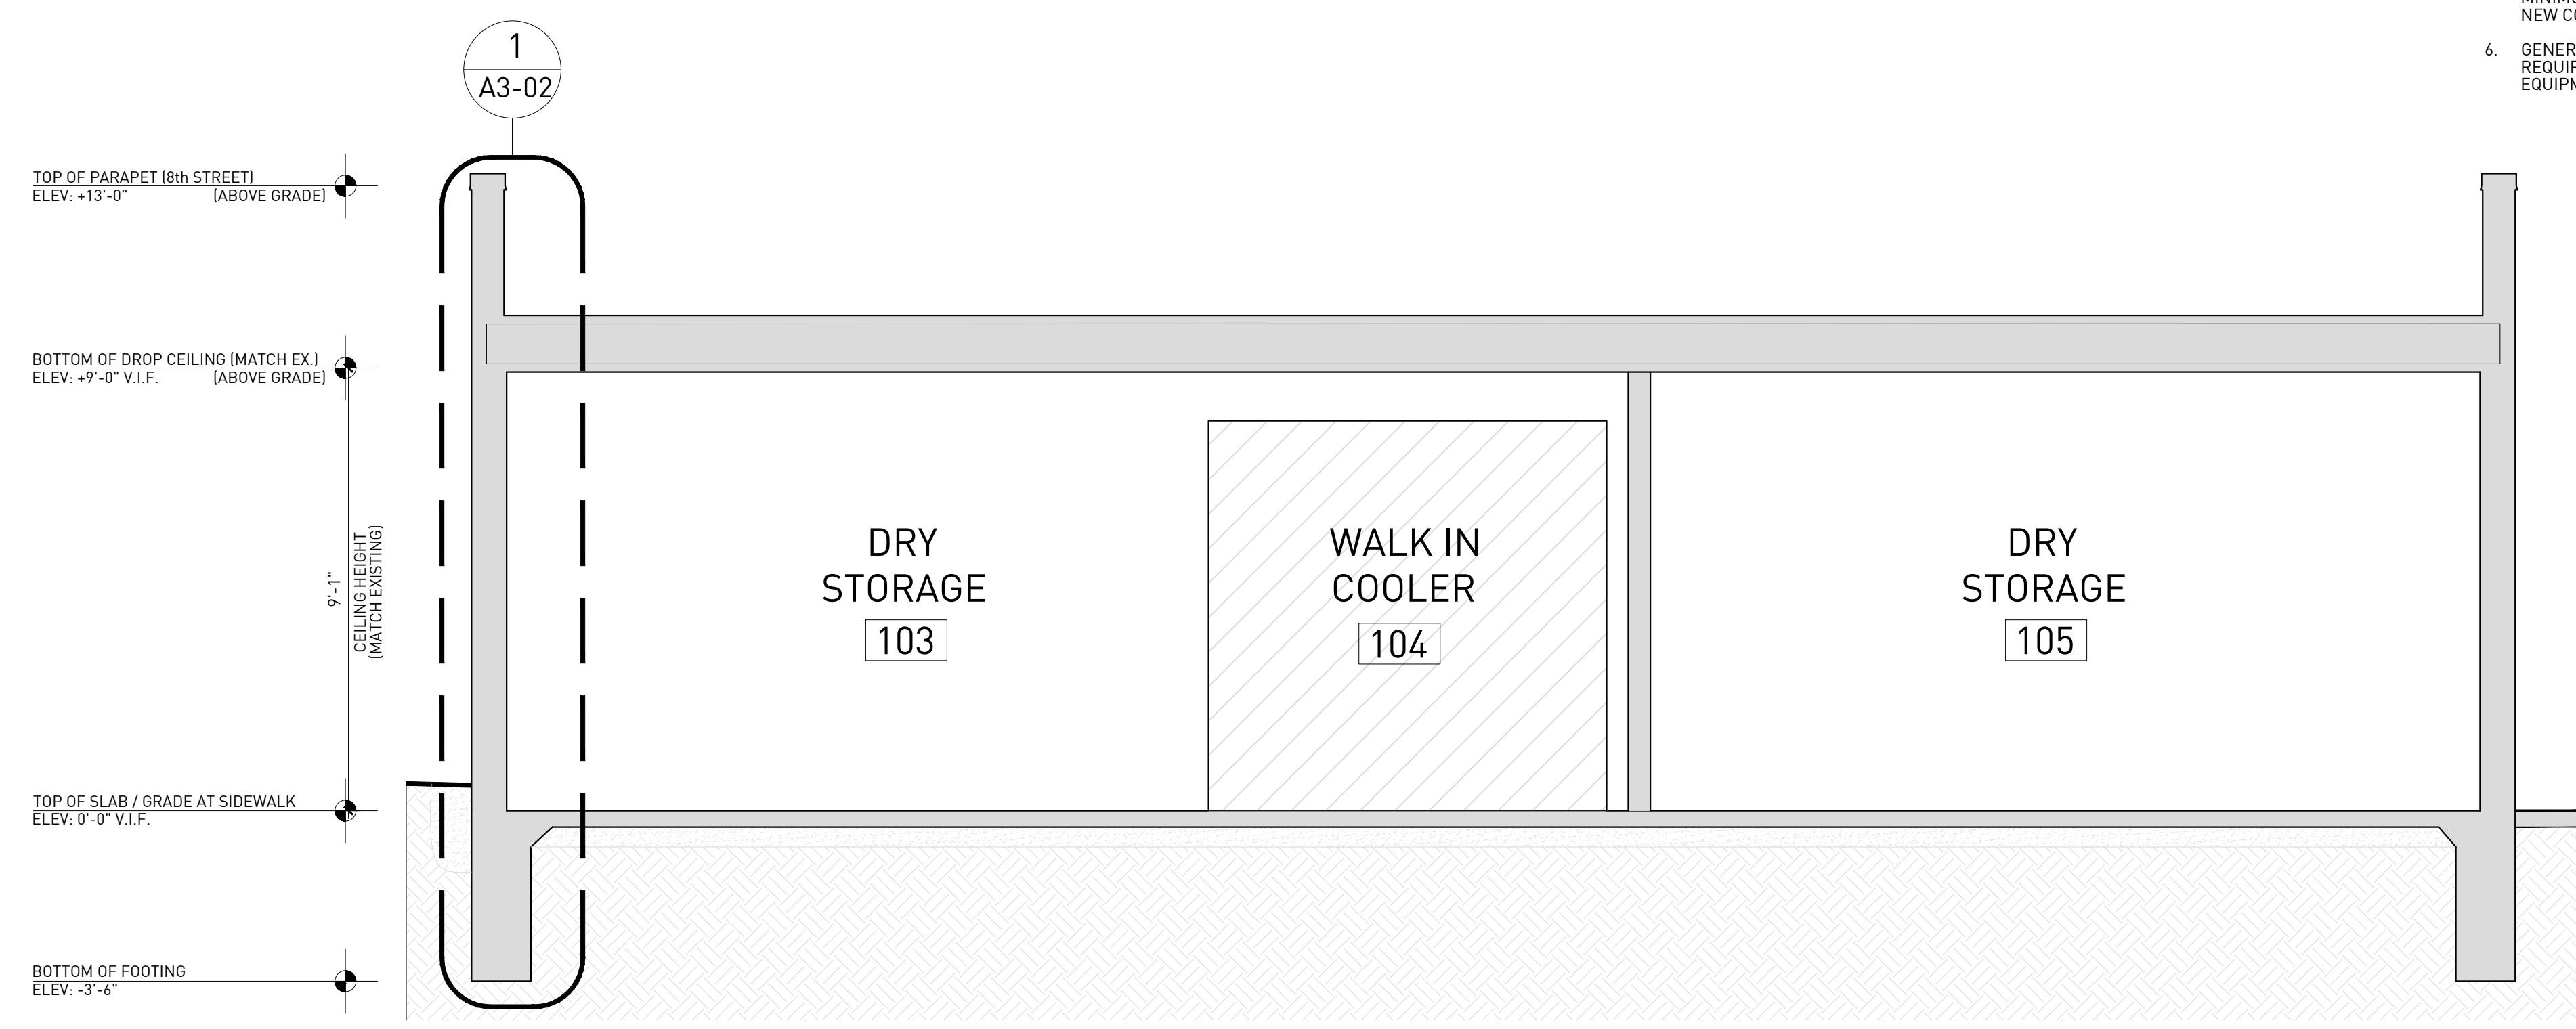 1
A3-02
NEW C
6. GENER
REQUIR
EQUIPM
TOP OF PARAPET (8th STREET)
ELEV: +13'-0" (ABOVE GRADE)
BOTTOM OF DROP CEILING (MATCH EX.)
ELEV: +9'-0" V.I.F. (ABOVE GRADE)
9'-1"
CEILING HEIGHT
(MATCH EXISTING)
DRY
STORAGE
103
WALK IN
COOLER
104
DRY
STORAGE
105
TOP OF SLAB / GRADE AT SIDEWALK
ELEV: 0'-0" V.I.F.
BOTTOM OF FOOTING
ELEV: -3'-6"